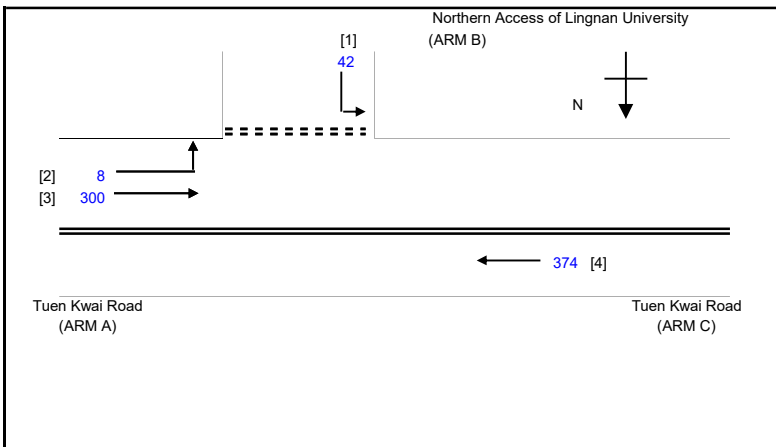 Northern Access of Lingnan University
[1] (ARM B)
42
N
[2] 8
[3] 300
374 [4]
Tuen Kwai Road Tuen Kwai Road
(ARM A) (ARM C)